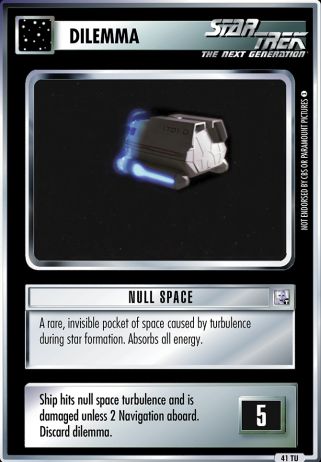 DILEMMA
STAR TREK
THE NEXT GENERATION
NOT ENDORSED BY CBS OR PARAMOUNT PICTURES
NULL SPACE
A rare, invisible pocket of space caused by turbulence
during star formation. Absorbs all energy.
Ship hits null space turbulence and is
damaged unless 2 Navigation aboard.
Discard dilemma.
5
41 TU